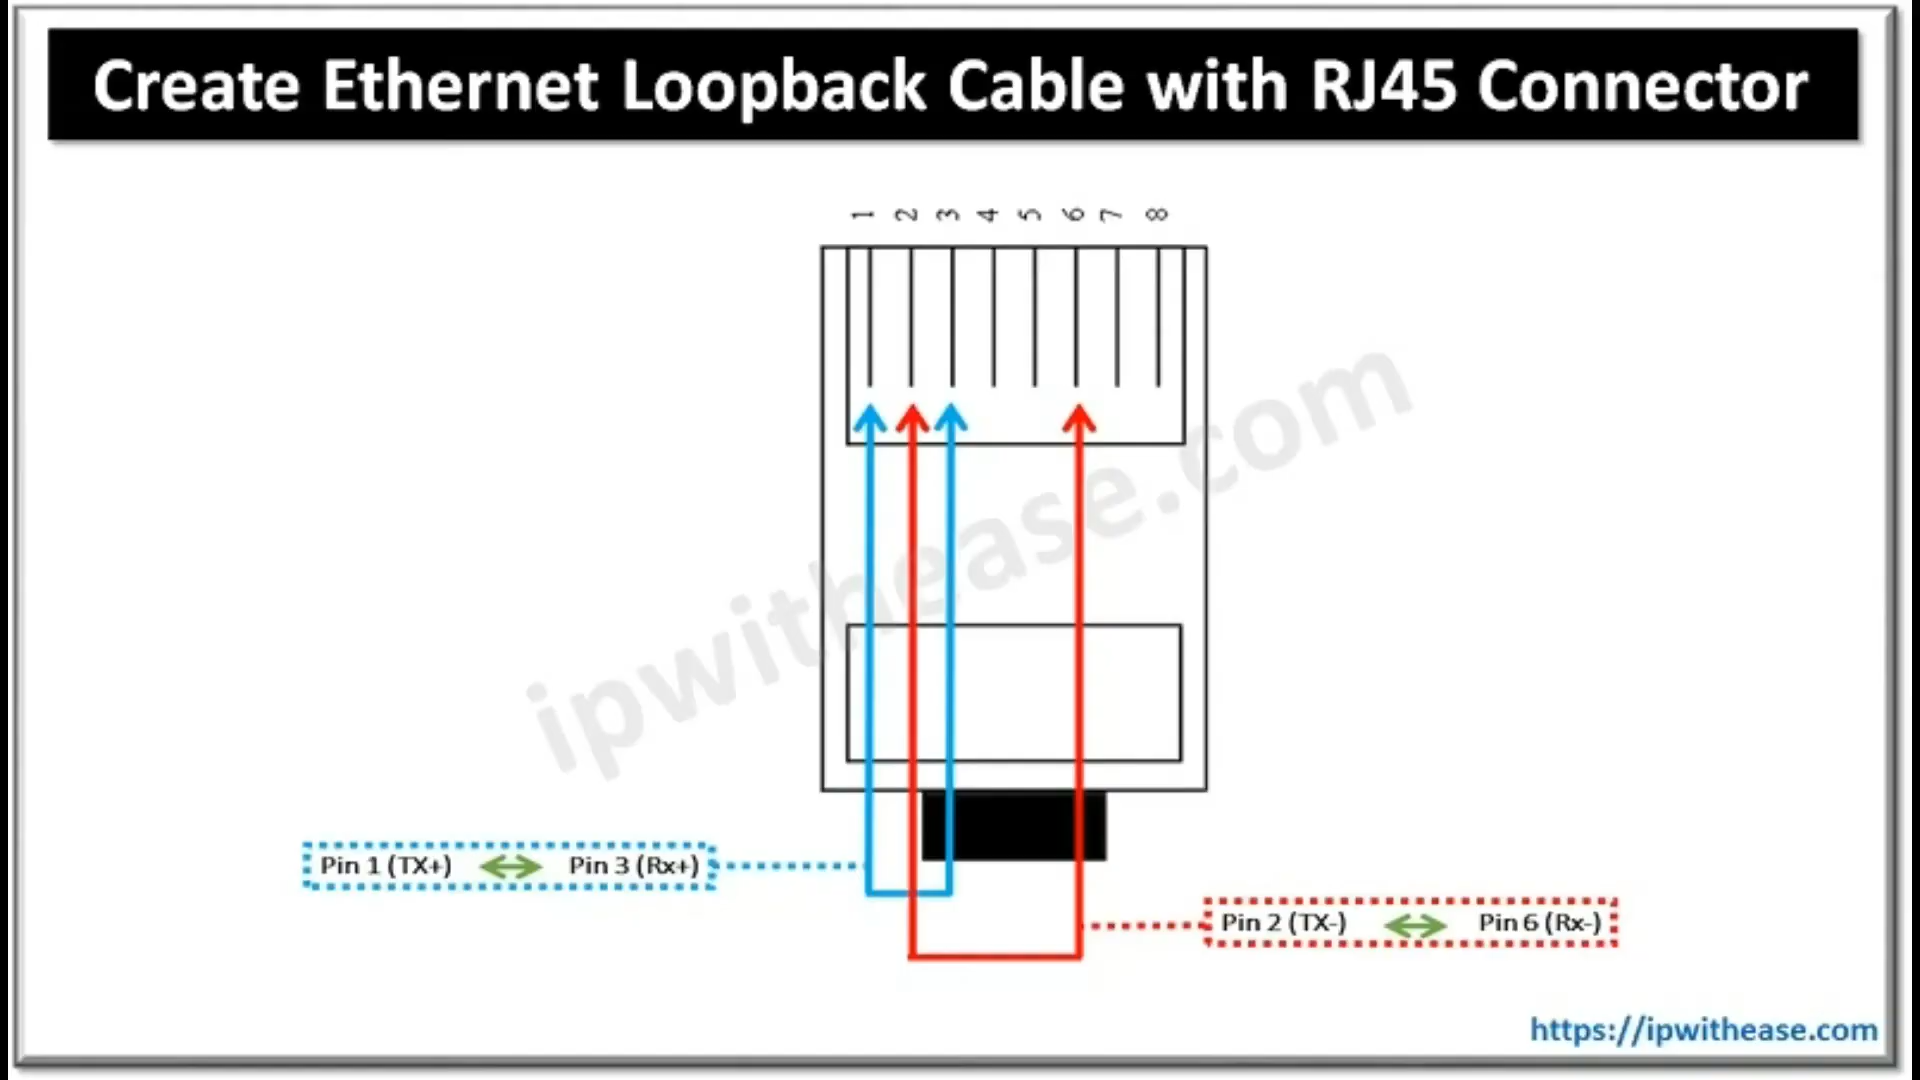 Create Ethernet Loopback Cable with RJ45 Connector
1 2 3 4 5 6 7 8
ipwithease.com
Pin 1 (TX+) Pin 3 (Rx+)
Pin 2 (TX-) Pin 6 (Rx-)
https://ipwithease.com